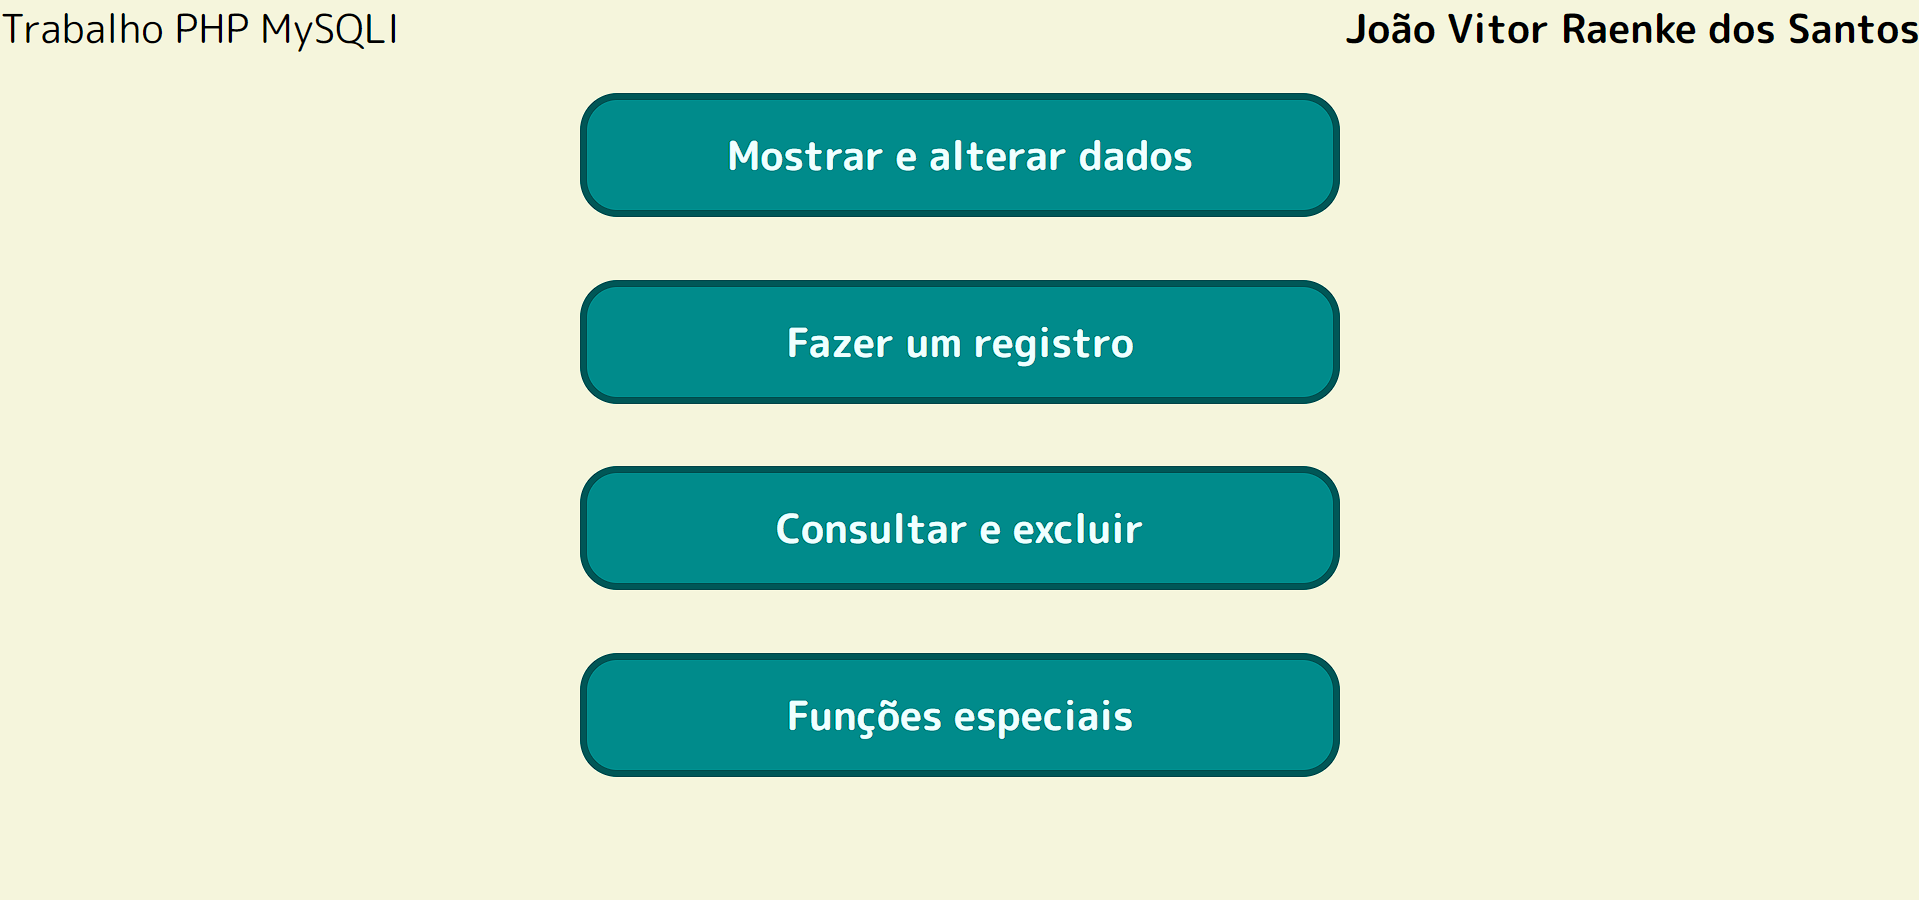 Trabalho PHP MySQLI
João Vitor Raenke dos Santos
Mostrar e alterar dados
Fazer um registro
Consultar e excluir
Funções especiais